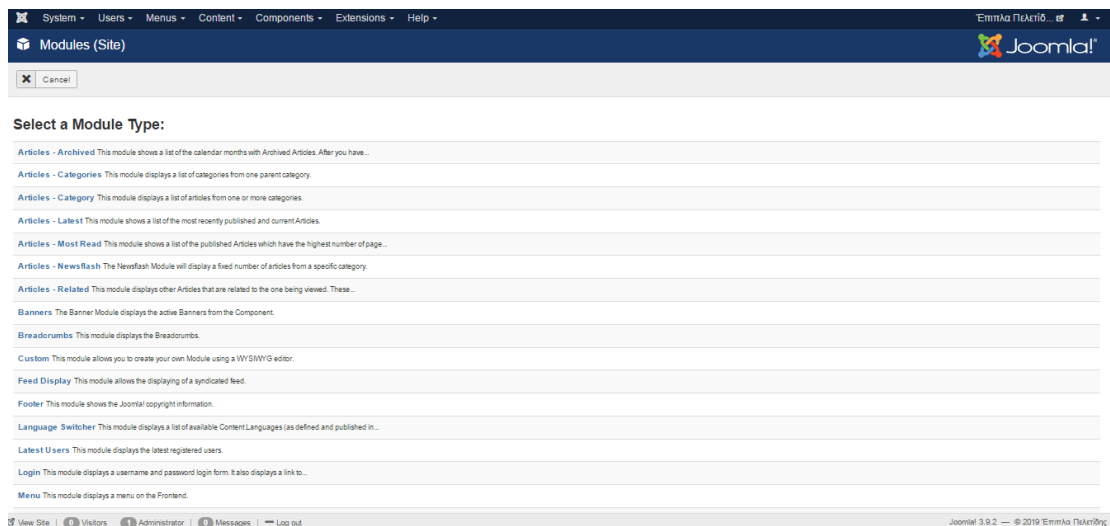 System Users Menus Content Components Extensions Help Έπιπλα Πελετίδ...
Modules (Site) Joomla!
Cancel
Select a Module Type:
Articles - Archived This module shows a list of the calendar months with Archived Articles. After you have...
Articles - Categories This module displays a list of categories from one parent category.
Articles - Category This module displays a list of articles from one or more categories.
Articles - Latest This module shows a list of the most recently published and current Articles.
Articles - Most Read This module shows a list of the published Articles which have the highest number of page...
Articles - Newsflash The Newsflash Module will display a fixed number of articles from a specific category.
Articles - Related This module displays other Articles that are related to the one being viewed. These...
Banners The Banner Module displays the active Banners from the Component.
Breadcrumbs This module displays the Breadcrumbs.
Custom This module allows you to create your own Module using a WYSIWYG editor.
Feed Display This module allows the displaying of a syndicated feed.
Footer This module shows the Joomla! copyright information.
Language Switcher This module displays a list of available Content Languages (as defined and published in...
Latest Users This module displays the latest registered users.
Login This module displays a username and password login form. It also displays a link to...
Menu This module displays a menu on the Frontend.
View Site | 0 Visitors 1 Administrator | 0 Messages | Log out Joomla! 3.9.2 — © 2019 Έπιπλα Πελετίδης